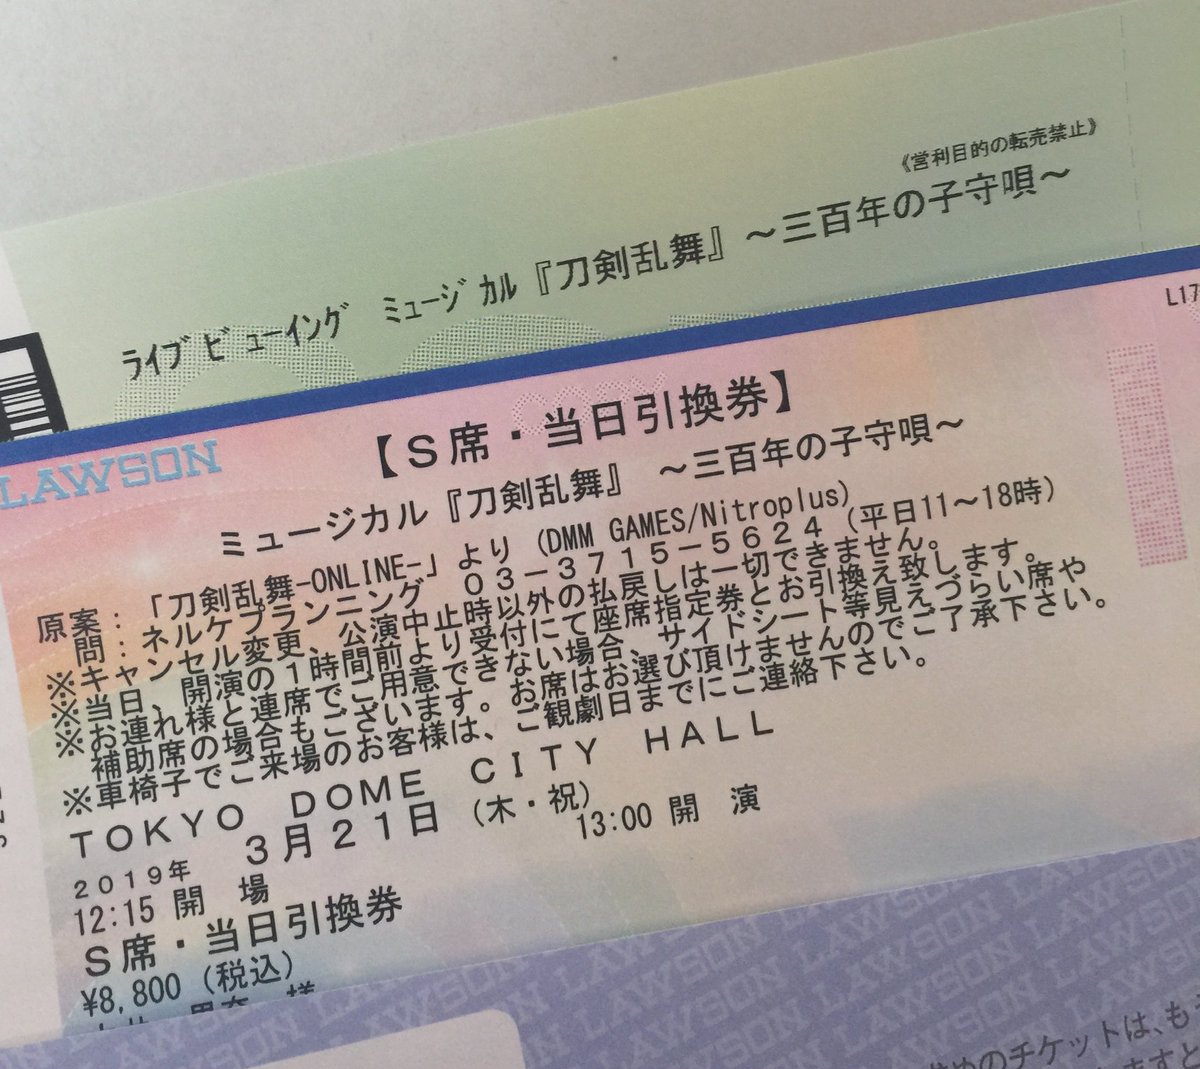 《営利目的の転売禁止》
ﾗｲﾌﾞﾋﾞｭｰｲﾝｸﾞ ﾐｭｰｼﾞｶﾙ『刀剣乱舞』～三百年の子守唄～
L17
LAWSON
【Ｓ席・当日引換券】
ミュージカル『刀剣乱舞』 ～三百年の子守唄～
原案：「刀剣乱舞-ONLINE-」より (DMM GAMES/Nitroplus)
問：ネルケプランニング ０３－３７１５－５６２４ (平日11～18時)
※キャンセル変更、公演中止時以外の払戻しは一切できません。
※当日、開演の１時間前より受付にて座席指定券とお引換え致します。
※お連れ様と連席でご用意できない場合、サイドシート等見えづらい席や
補助席の場合もございます。お席はお選び頂けませんのでご了承下さい。
※車椅子でご来場のお客様は、ご観劇日までにご連絡下さい。
ＴＯＫＹＯ ＤＯＭＥ ＣＩＴＹ ＨＡＬＬ
２０１９年 ３月２１日 (木・祝)
12:15 開 場 13:00 開 演
Ｓ席・当日引換券
¥8,800 (税込)
様
LAWSON LAWSON LAWSON
のチケットは、も
ますと